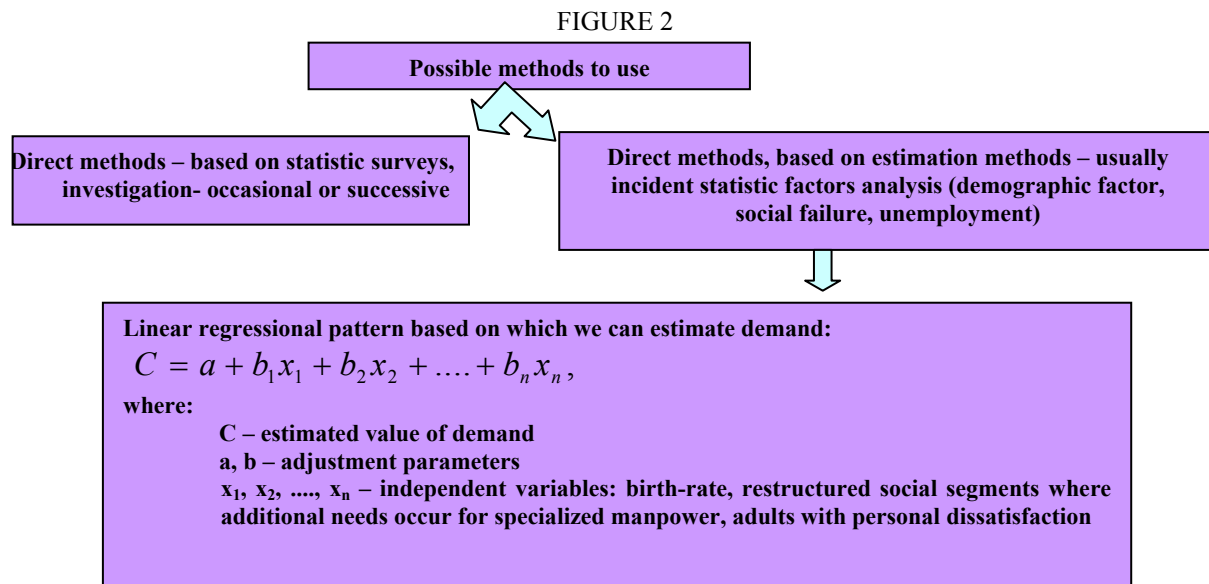 FIGURE 2
Possible methods to use
Direct methods – based on statistic surveys,
investigation- occasional or successive
Direct methods, based on estimation methods – usually
incident statistic factors analysis (demographic factor,
social failure, unemployment)
Linear regressional pattern based on which we can estimate demand:
C = a + b₁x₁ + b₂x₂ + .... + bₙxₙ,
where:
C – estimated value of demand
a, b – adjustment parameters
x₁, x₂, ...., xₙ – independent variables: birth-rate, restructured social segments where
additional needs occur for specialized manpower, adults with personal dissatisfaction